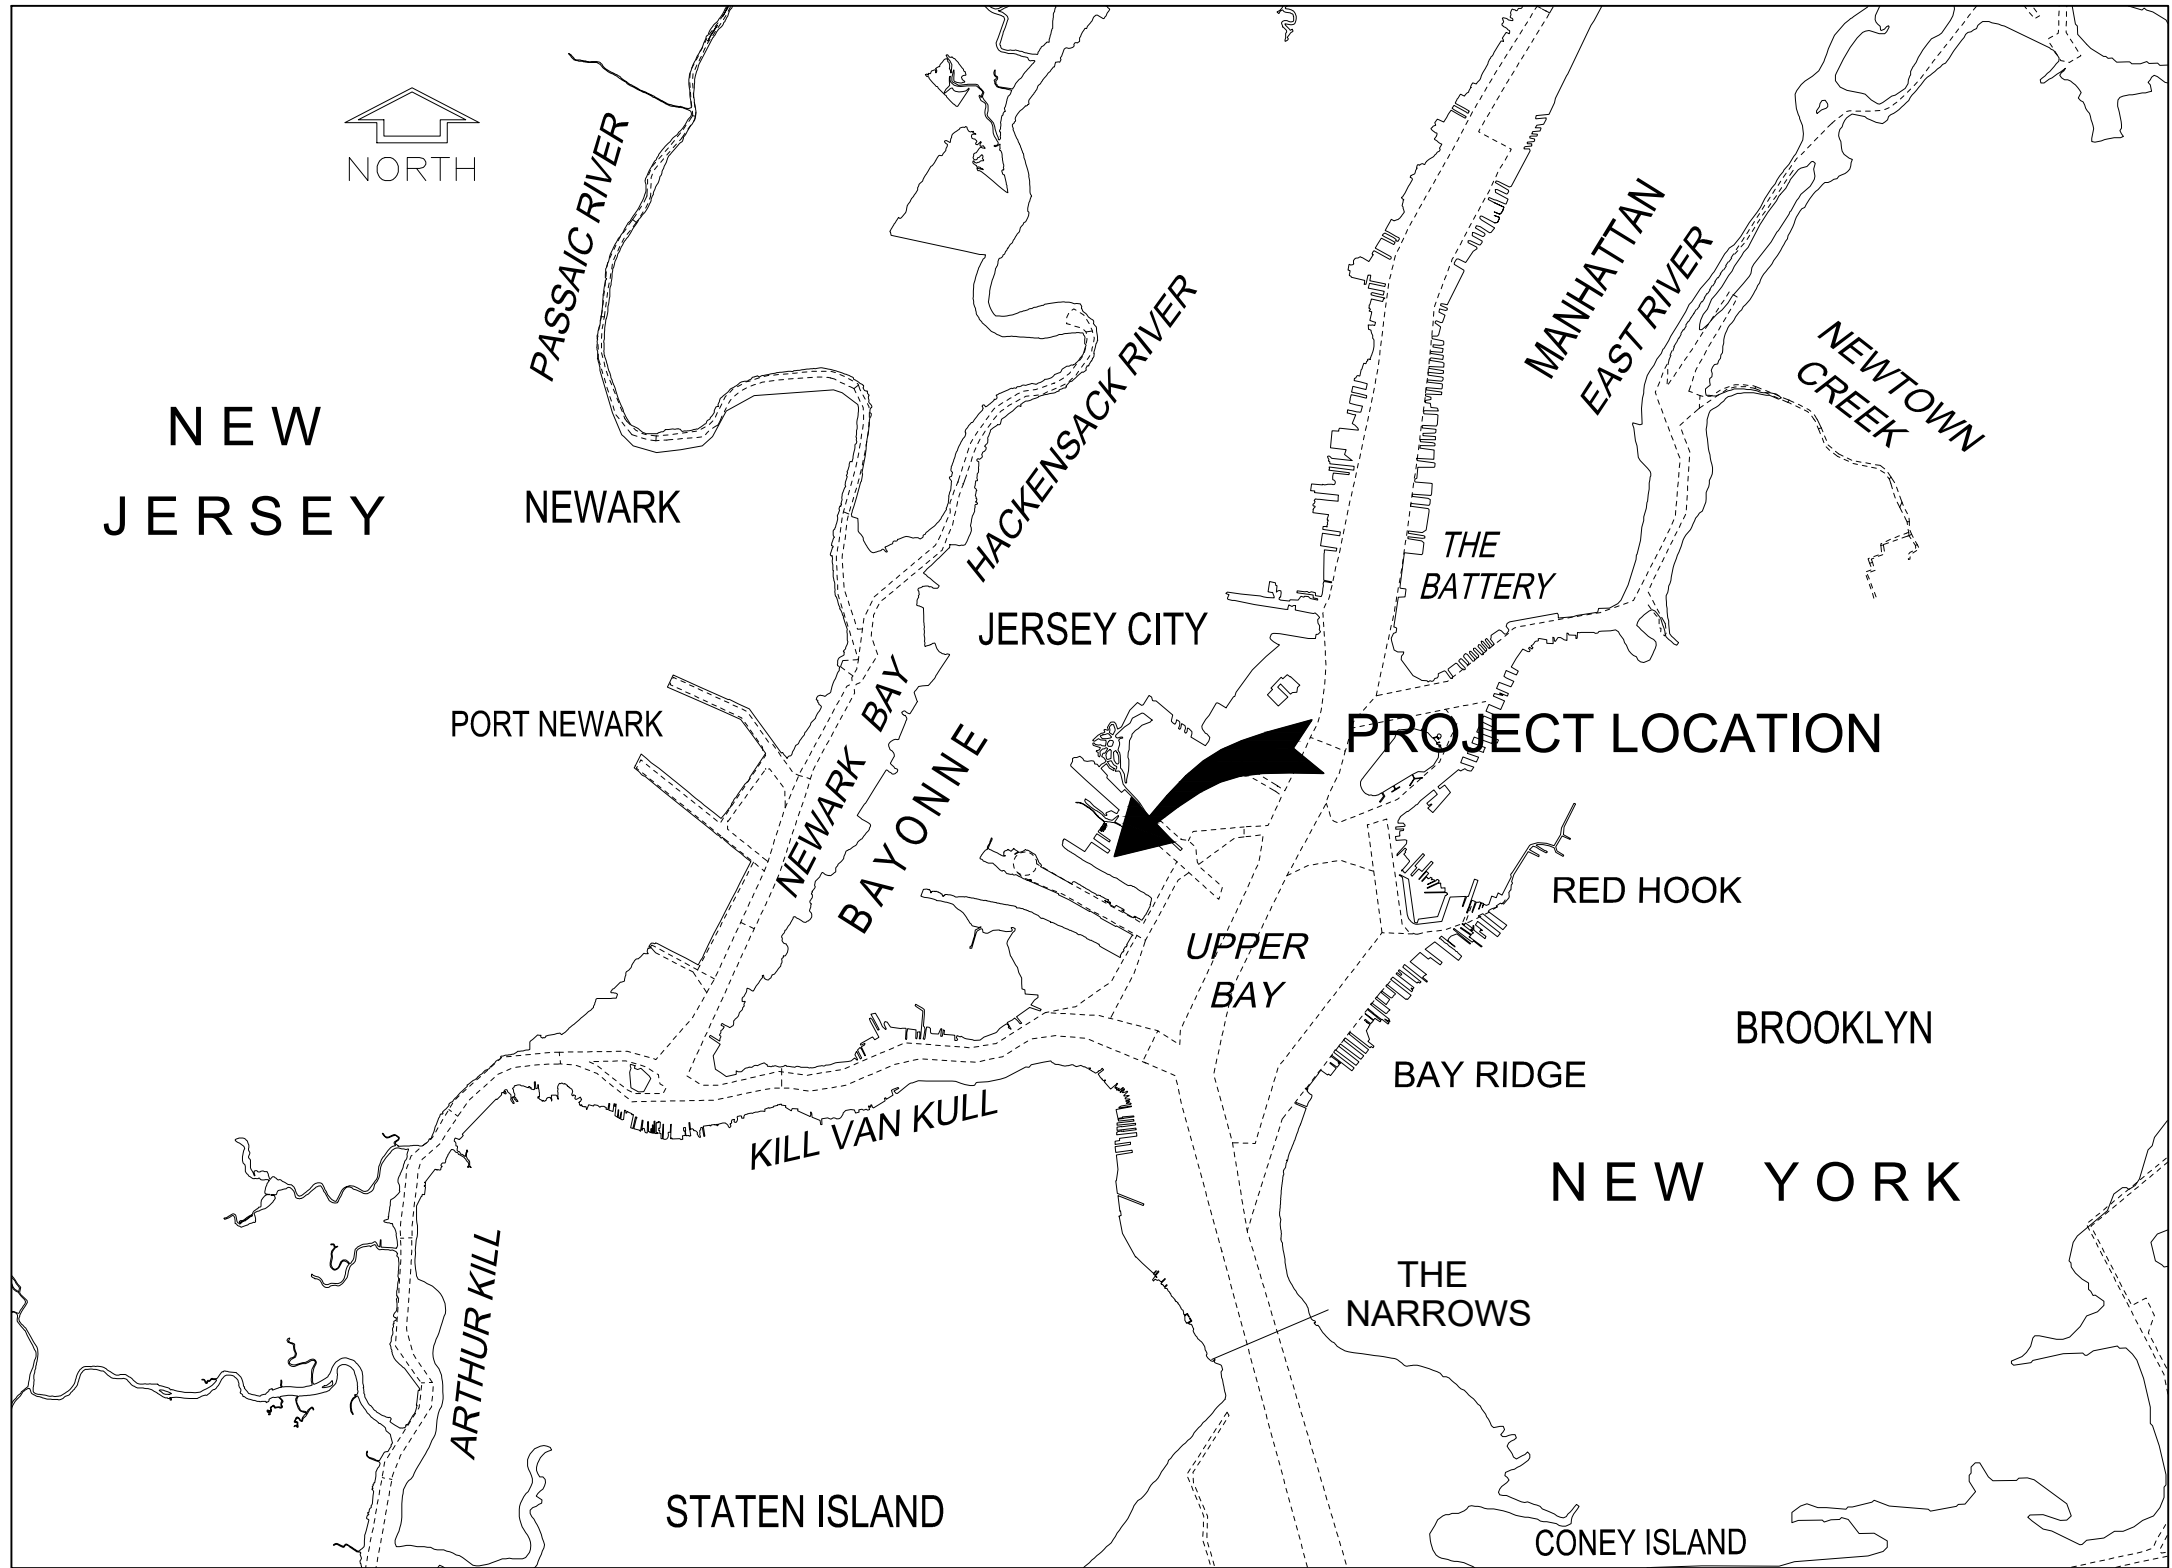 NORTH
PASSAIC RIVER
MANHATTAN
EAST RIVER
HACKENSACK RIVER
NEWTOWN
CREEK
NEW
JERSEY
NEWARK
THE
BATTERY
JERSEY CITY
PORT NEWARK
NEWARK BAY
BAYONNE
PROJECT LOCATION
RED HOOK
UPPER
BAY
BROOKLYN
BAY RIDGE
KILL VAN KULL
NEW YORK
ARTHUR KILL
THE
NARROWS
STATEN ISLAND
CONEY ISLAND